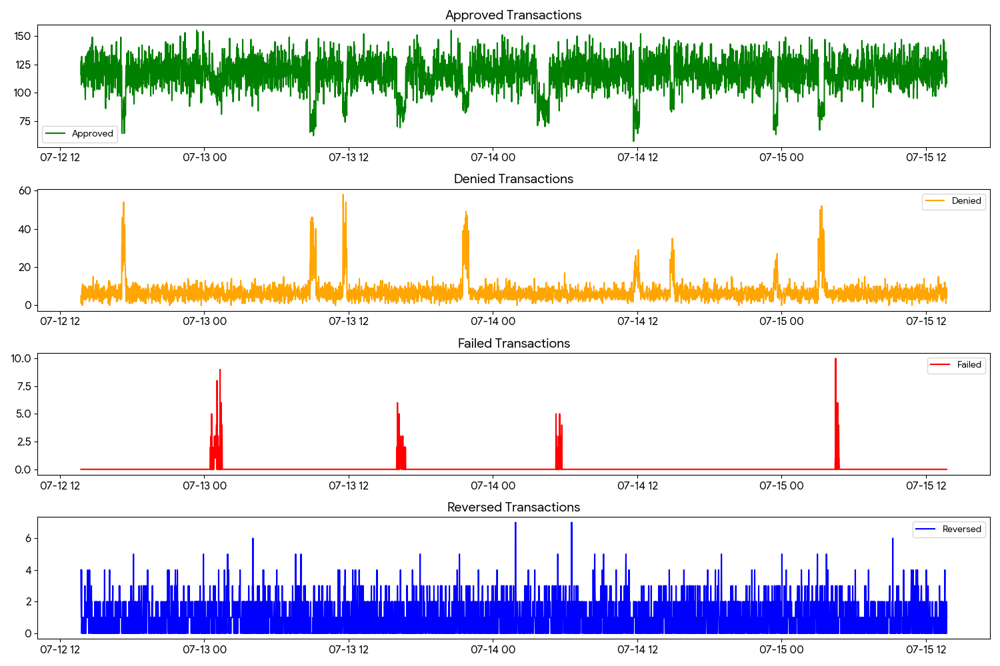 Approved Transactions
150
125
100
75
Approved
07-12 12 07-13 00 07-13 12 07-14 00 07-14 12 07-15 00 07-15 12
Denied Transactions
60
40
20
0
Denied
07-12 12 07-13 00 07-13 12 07-14 00 07-14 12 07-15 00 07-15 12
Failed Transactions
10.0
7.5
5.0
2.5
0.0
Failed
07-12 12 07-13 00 07-13 12 07-14 00 07-14 12 07-15 00 07-15 12
Reversed Transactions
6
4
2
0
Reversed
07-12 12 07-13 00 07-13 12 07-14 00 07-14 12 07-15 00 07-15 12